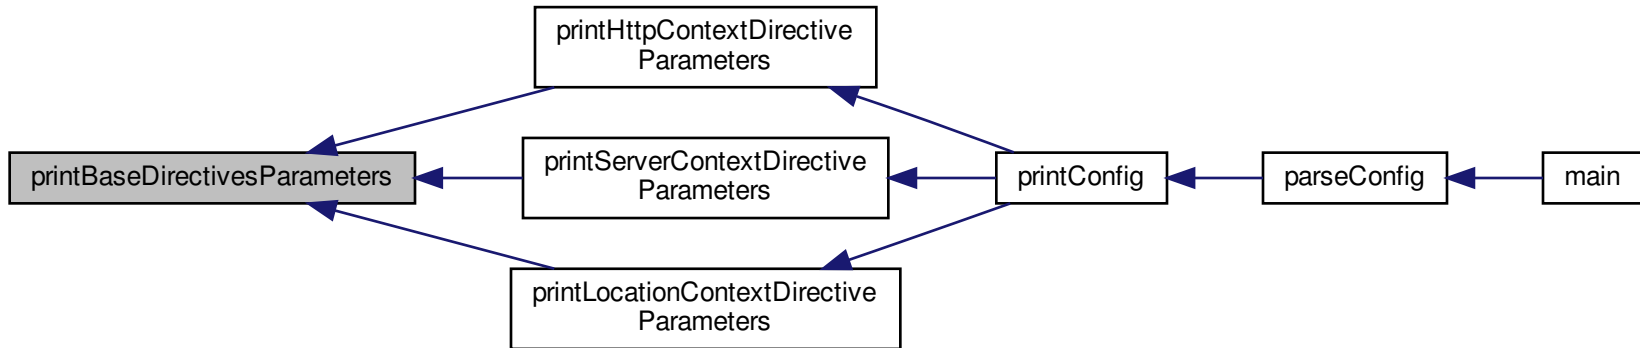 printHttpContextDirective
Parameters
printBaseDirectivesParameters
printServerContextDirective
Parameters
printConfig
parseConfig
main
printLocationContextDirective
Parameters